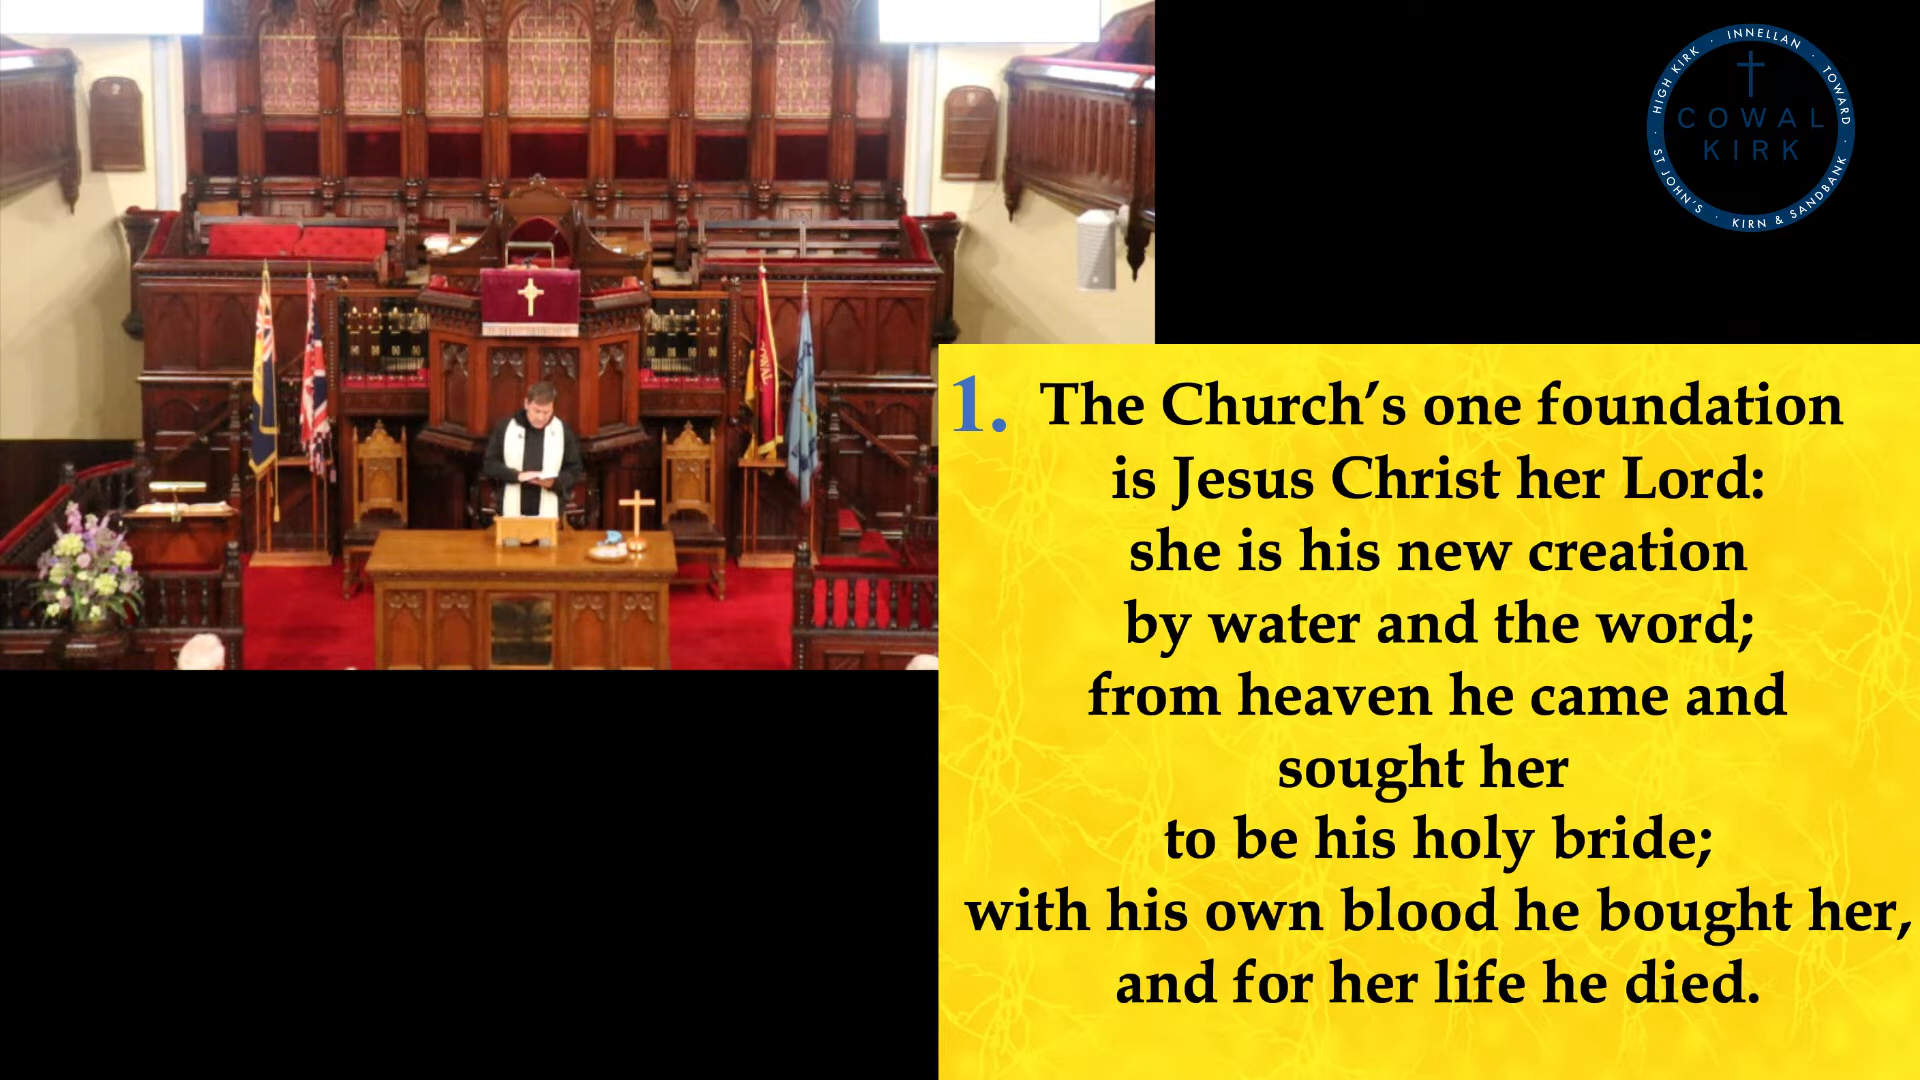 HIGH KIRK · INNELLAN · TOWARD · KIRN & SANDBANK · ST JOHN'S ·
COWAL
KIRK
1. The Church’s one foundation
is Jesus Christ her Lord:
she is his new creation
by water and the word;
from heaven he came and
sought her
to be his holy bride;
with his own blood he bought her,
and for her life he died.